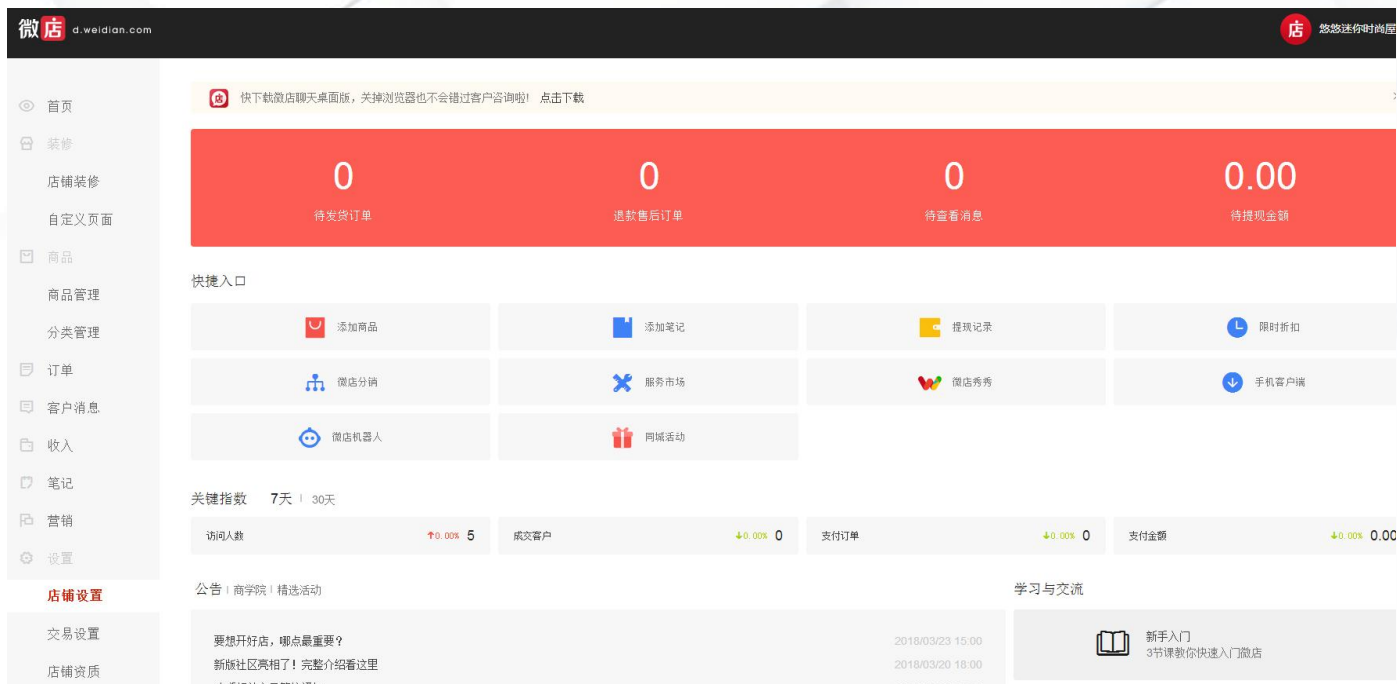 微店 d.weidian.com
店 悠悠迷你时尚屋
首页
装修
店铺装修
自定义页面
商品
商品管理
分类管理
订单
客户消息
收入
笔记
营销
设置
店铺设置
交易设置
店铺资质
店 快下载微店聊天桌面版，关掉浏览器也不会错过客户咨询啦！ 点击下载
0 0 0 0.00
待发货订单 退款售后订单 待查看消息 待提现金额
快捷入口
添加商品 添加笔记 提现记录 限时折扣
微店分销 服务市场 微店秀秀 手机客户端
微店机器人 同城活动
关键指数 7天 | 30天
访问人数 ↑0.00% 5 成交客户 ↓0.00% 0 支付订单 ↓0.00% 0 支付金额 ↓0.00% 0.00
公告 | 商学院 | 精选活动
要想开好店，哪点最重要？ 2018/03/23 15:00
新版社区亮相了！完整介绍看这里 2018/03/20 18:00
学习与交流
新手入门
3节课教你快速入门微店